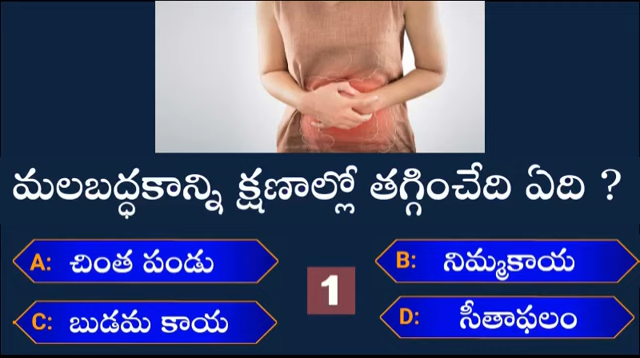 మలబద్ధకాన్ని క్షణాల్లో తగ్గించేది ఏది ?
A: చింత పండు
B: నిమ్మకాయ
1
C: బుడమ కాయ
D: సీతాఫలం